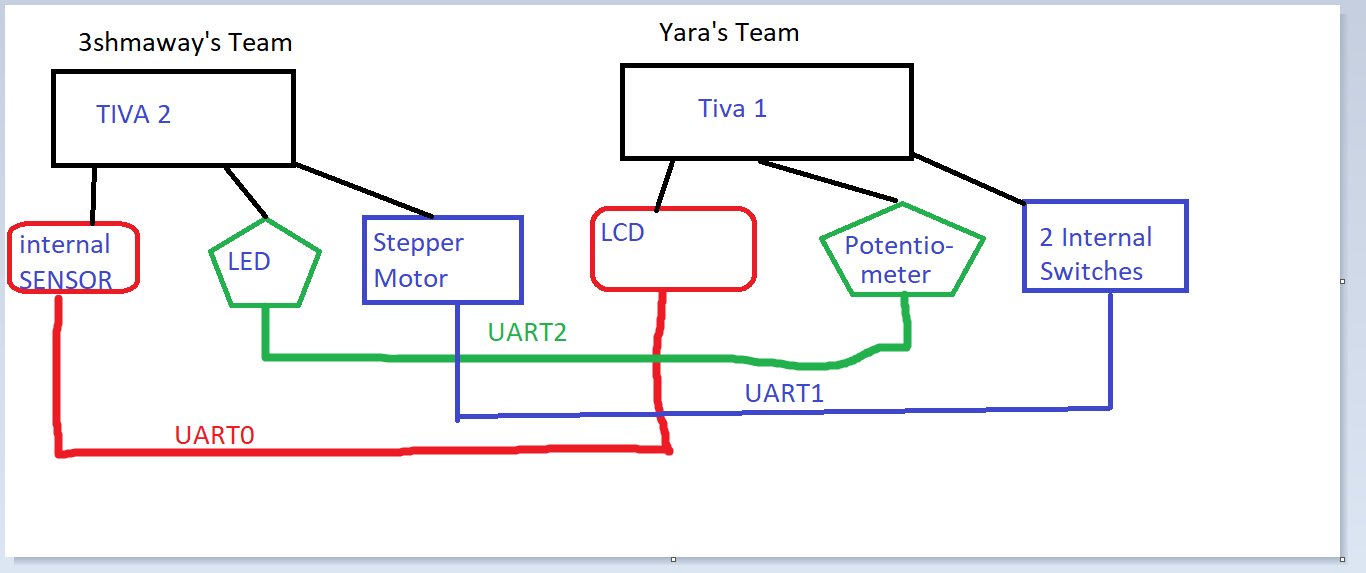 3shmaway's Team
Yara's Team
TIVA 2
Tiva 1
internal
SENSOR
LED
Stepper
Motor
LCD
Potentio-
meter
2 Internal
Switches
UART2
UART1
UART0